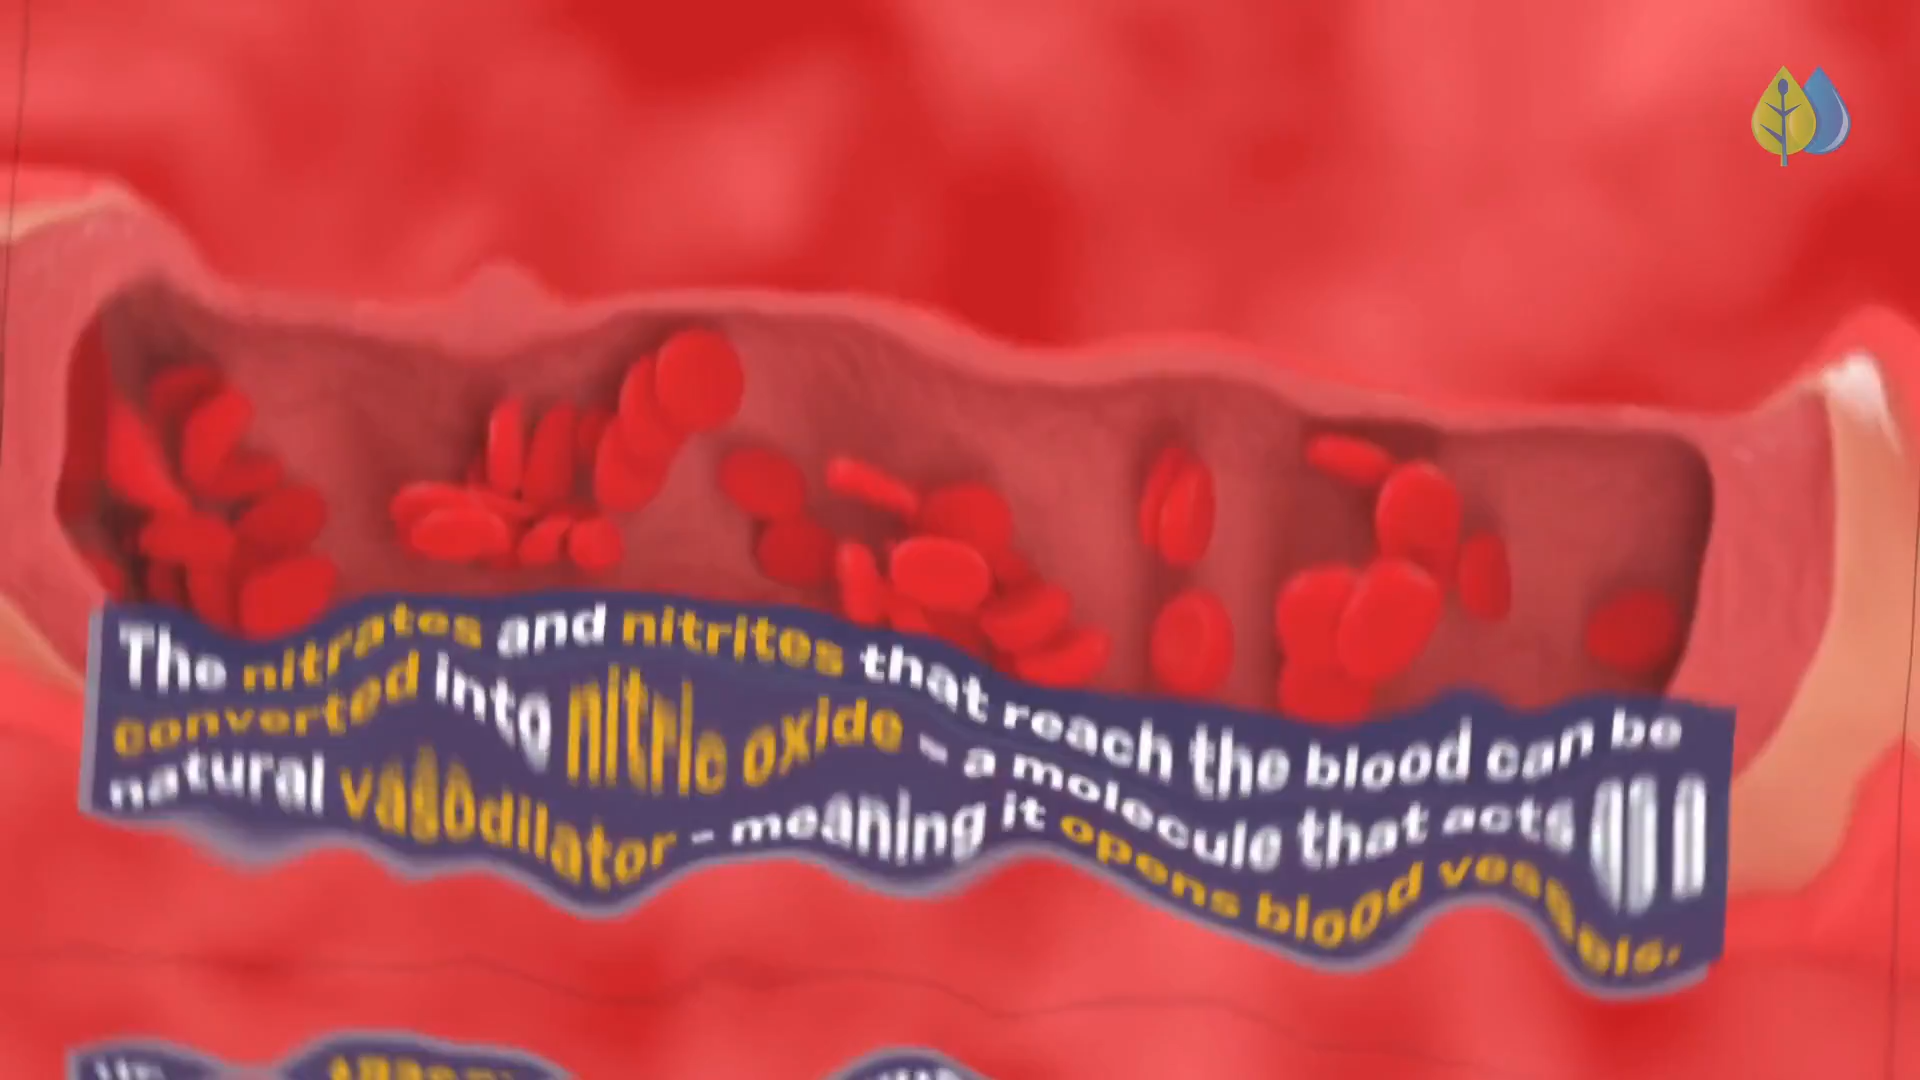 The nitrates and nitrites that reach the blood can be
converted into nitric oxide – a molecule that acts
natural vasodilator – meaning it opens blood vessels.